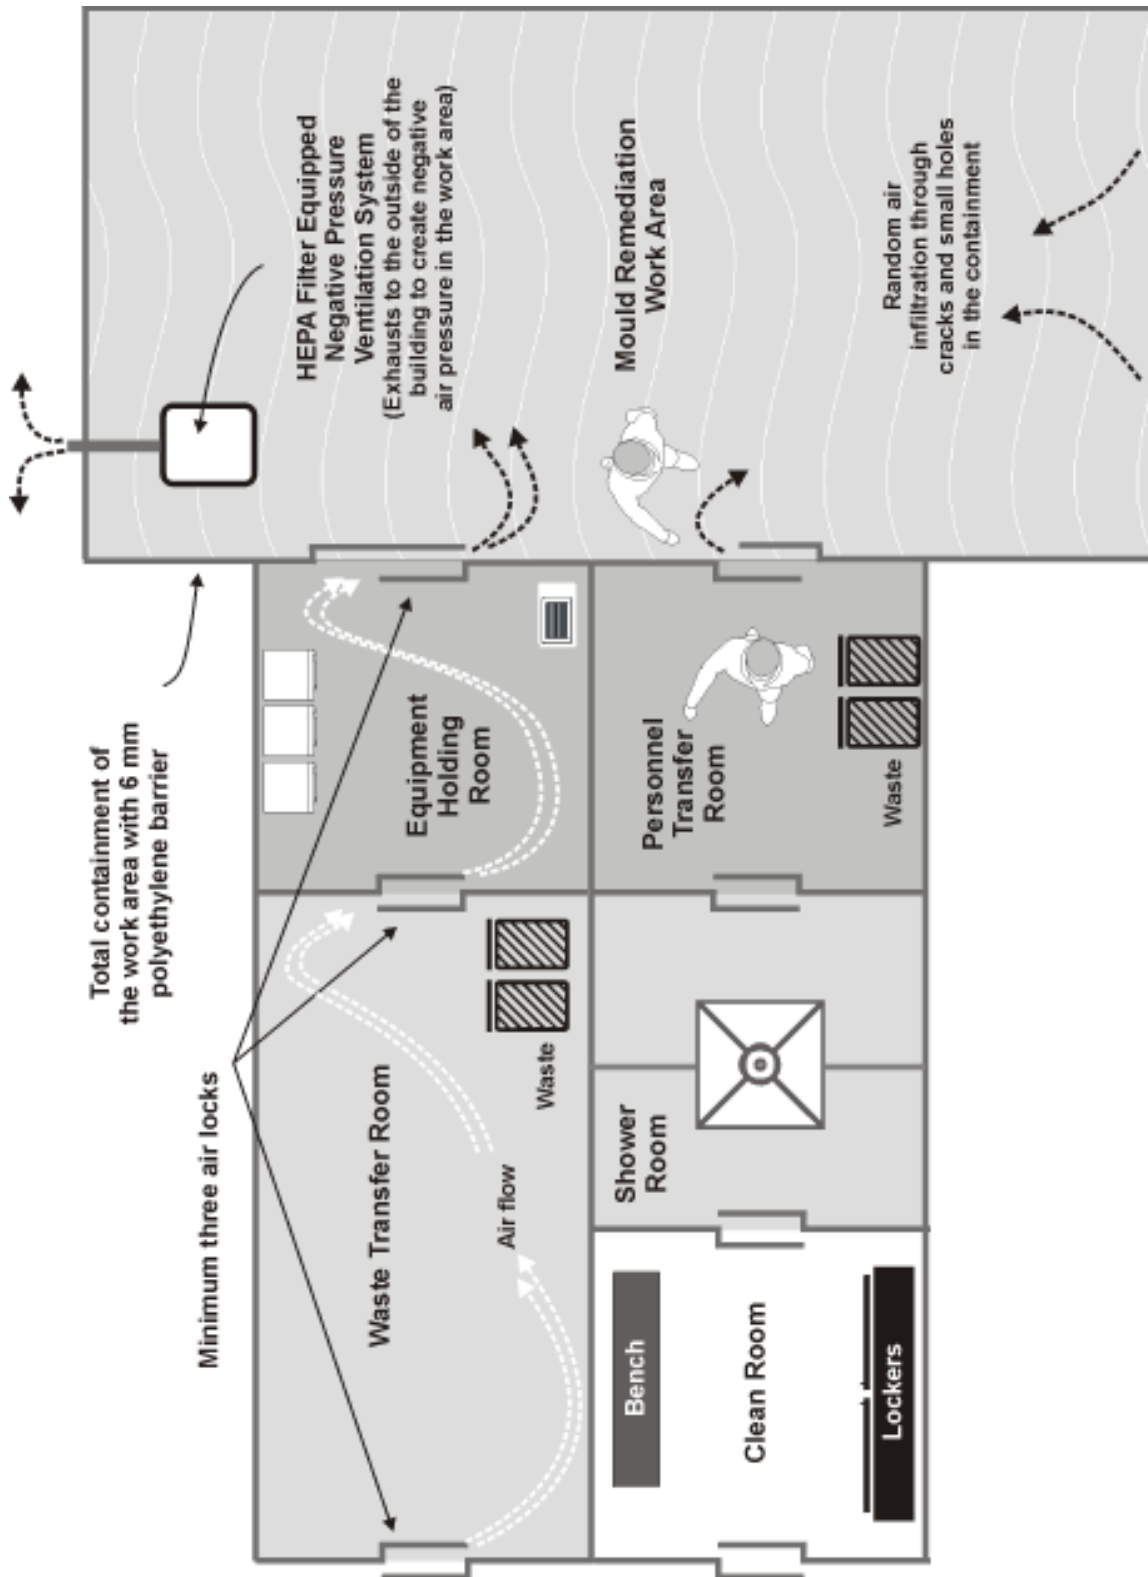 Total containment of
the work area with 6 mm
polyethylene barrier
Minimum three air locks
HEPA Filter Equipped
Negative Pressure
Ventilation System
(Exhausts to the outside of the
building to create negative
air pressure in the work area)
Mould Remediation
Work Area
Random air
infiltration through
cracks and small holes
in the containment
Equipment
Holding
Room
Personnel
Transfer
Room
Waste
Waste Transfer Room
Waste
Air flow
Shower
Room
Bench
Clean Room
Lockers